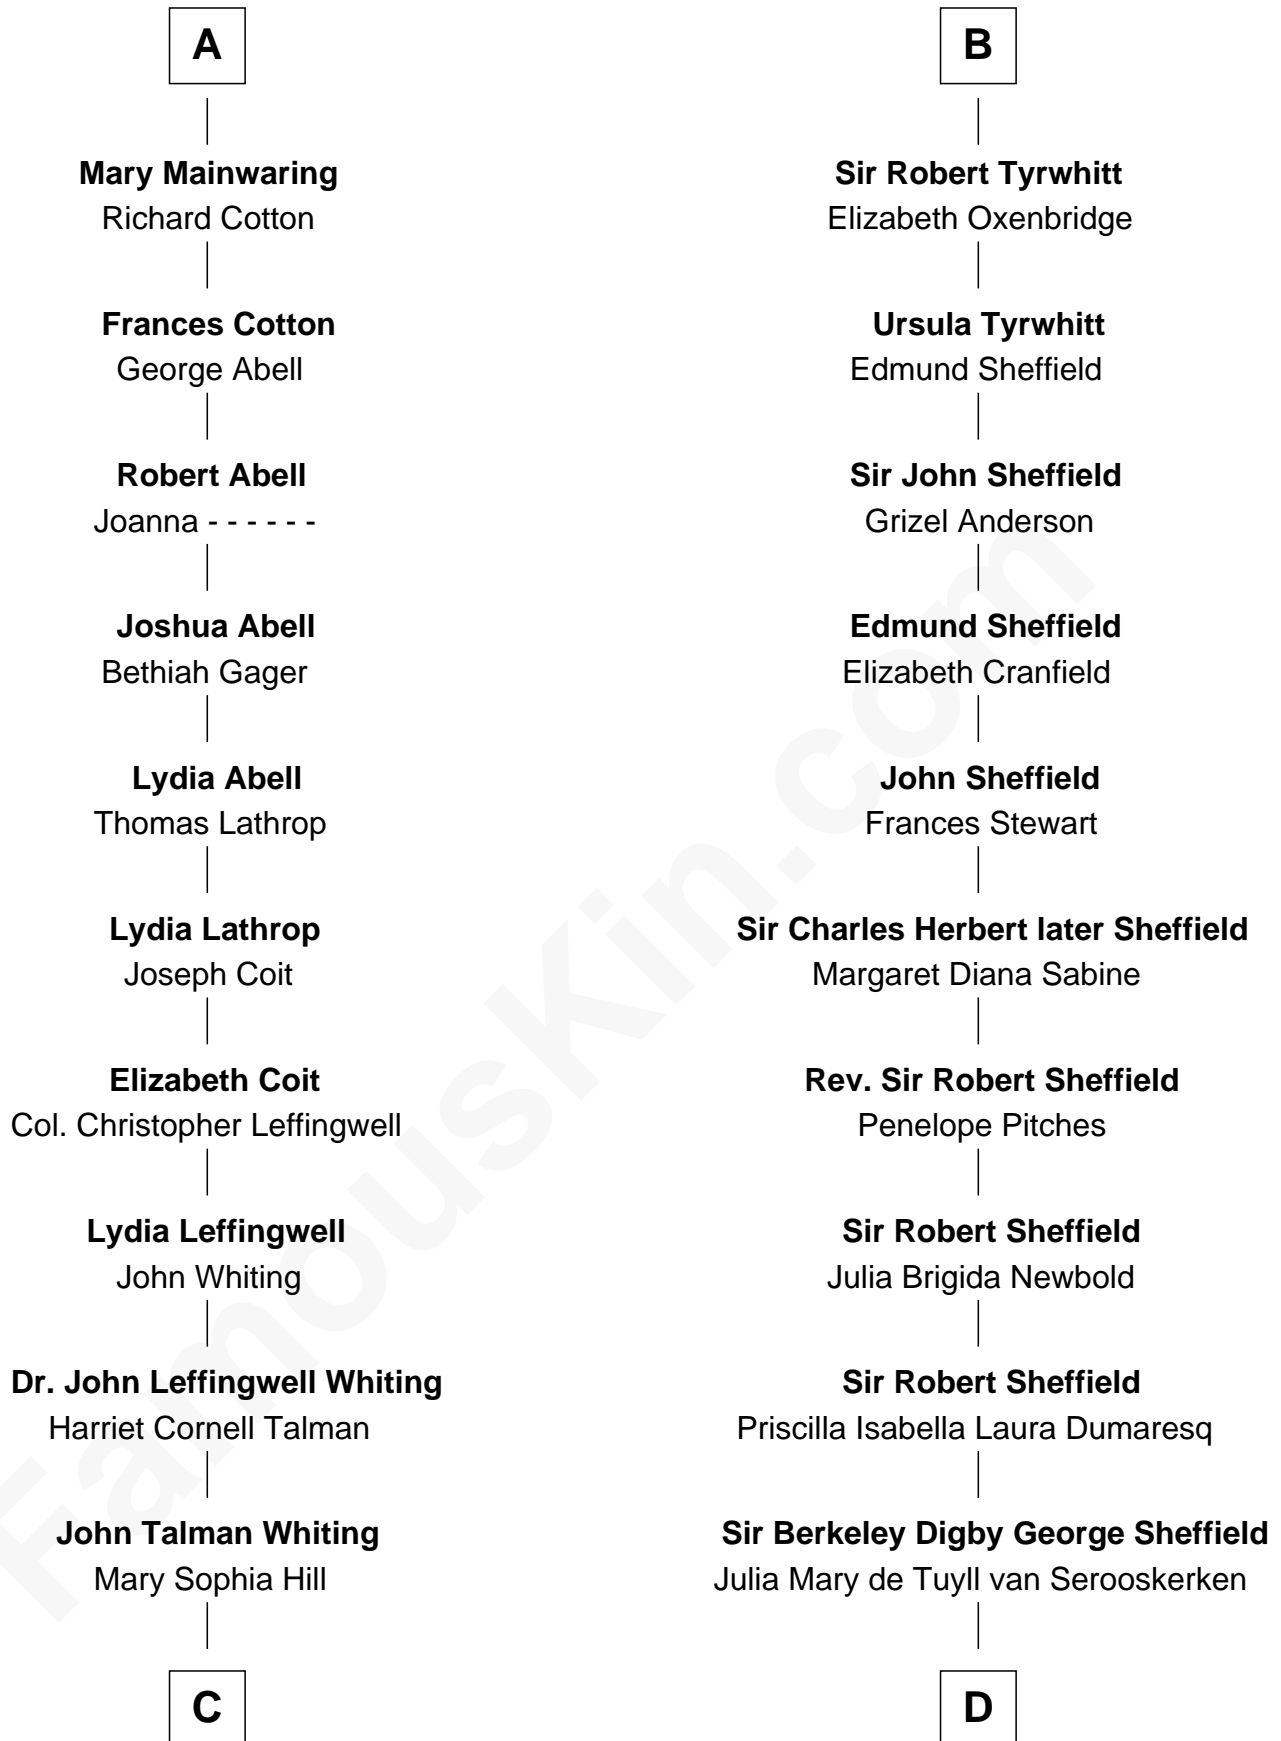 A
Mary Mainwaring
Richard Cotton
Frances Cotton
George Abell
Robert Abell
Joanna - - - - - -
Joshua Abell
Bethiah Gager
Lydia Abell
Thomas Lathrop
Lydia Lathrop
Joseph Coit
Elizabeth Coit
Col. Christopher Leffingwell
Lydia Leffingwell
John Whiting
Dr. John Leffingwell Whiting
Harriet Cornell Talman
John Talman Whiting
Mary Sophia Hill
C
B
Sir Robert Tyrwhitt
Elizabeth Oxenbridge
Ursula Tyrwhitt
Edmund Sheffield
Sir John Sheffield
Grizel Anderson
Edmund Sheffield
Elizabeth Cranfield
John Sheffield
Frances Stewart
Sir Charles Herbert later Sheffield
Margaret Diana Sabine
Rev. Sir Robert Sheffield
Penelope Pitches
Sir Robert Sheffield
Julia Brigida Newbold
Sir Robert Sheffield
Priscilla Isabella Laura Dumaresq
Sir Berkeley Digby George Sheffield
Julia Mary de Tuyll van Serooskerken
D
FamousKin.com